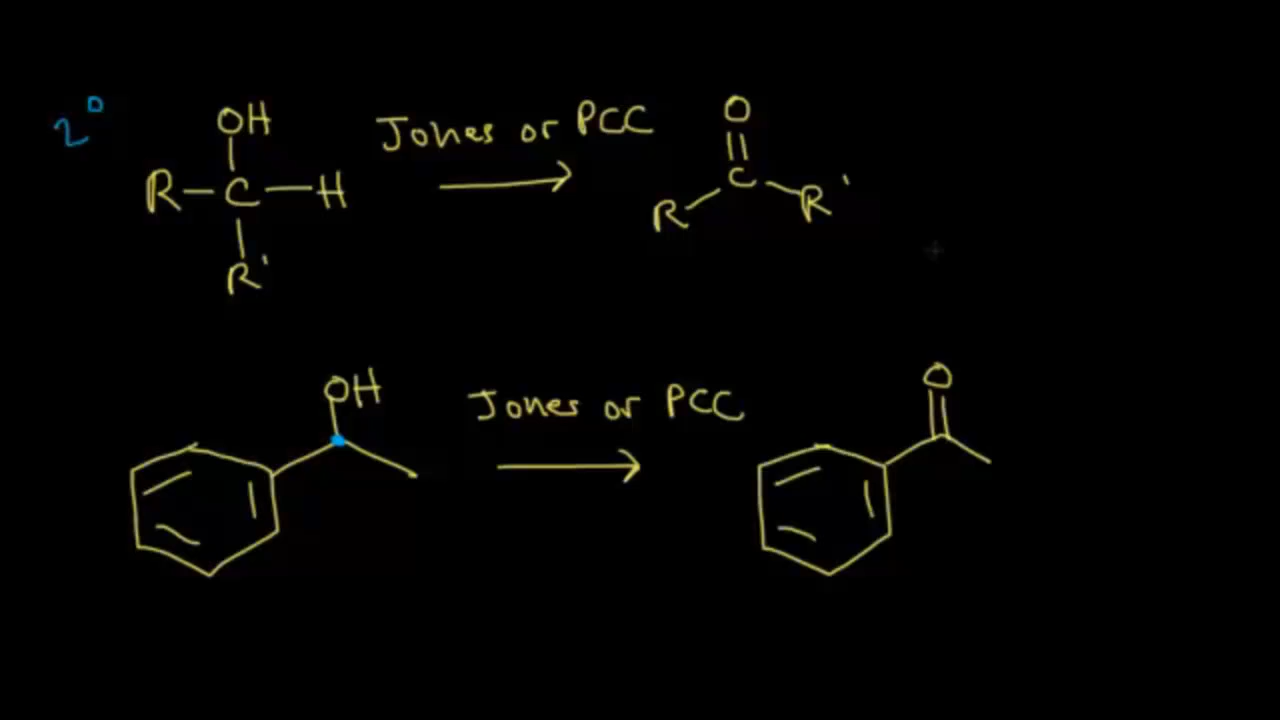 2°
OH
Jones or PCC
O
R-C-H
C
R
R'
R'
OH
Jones or PCC
O